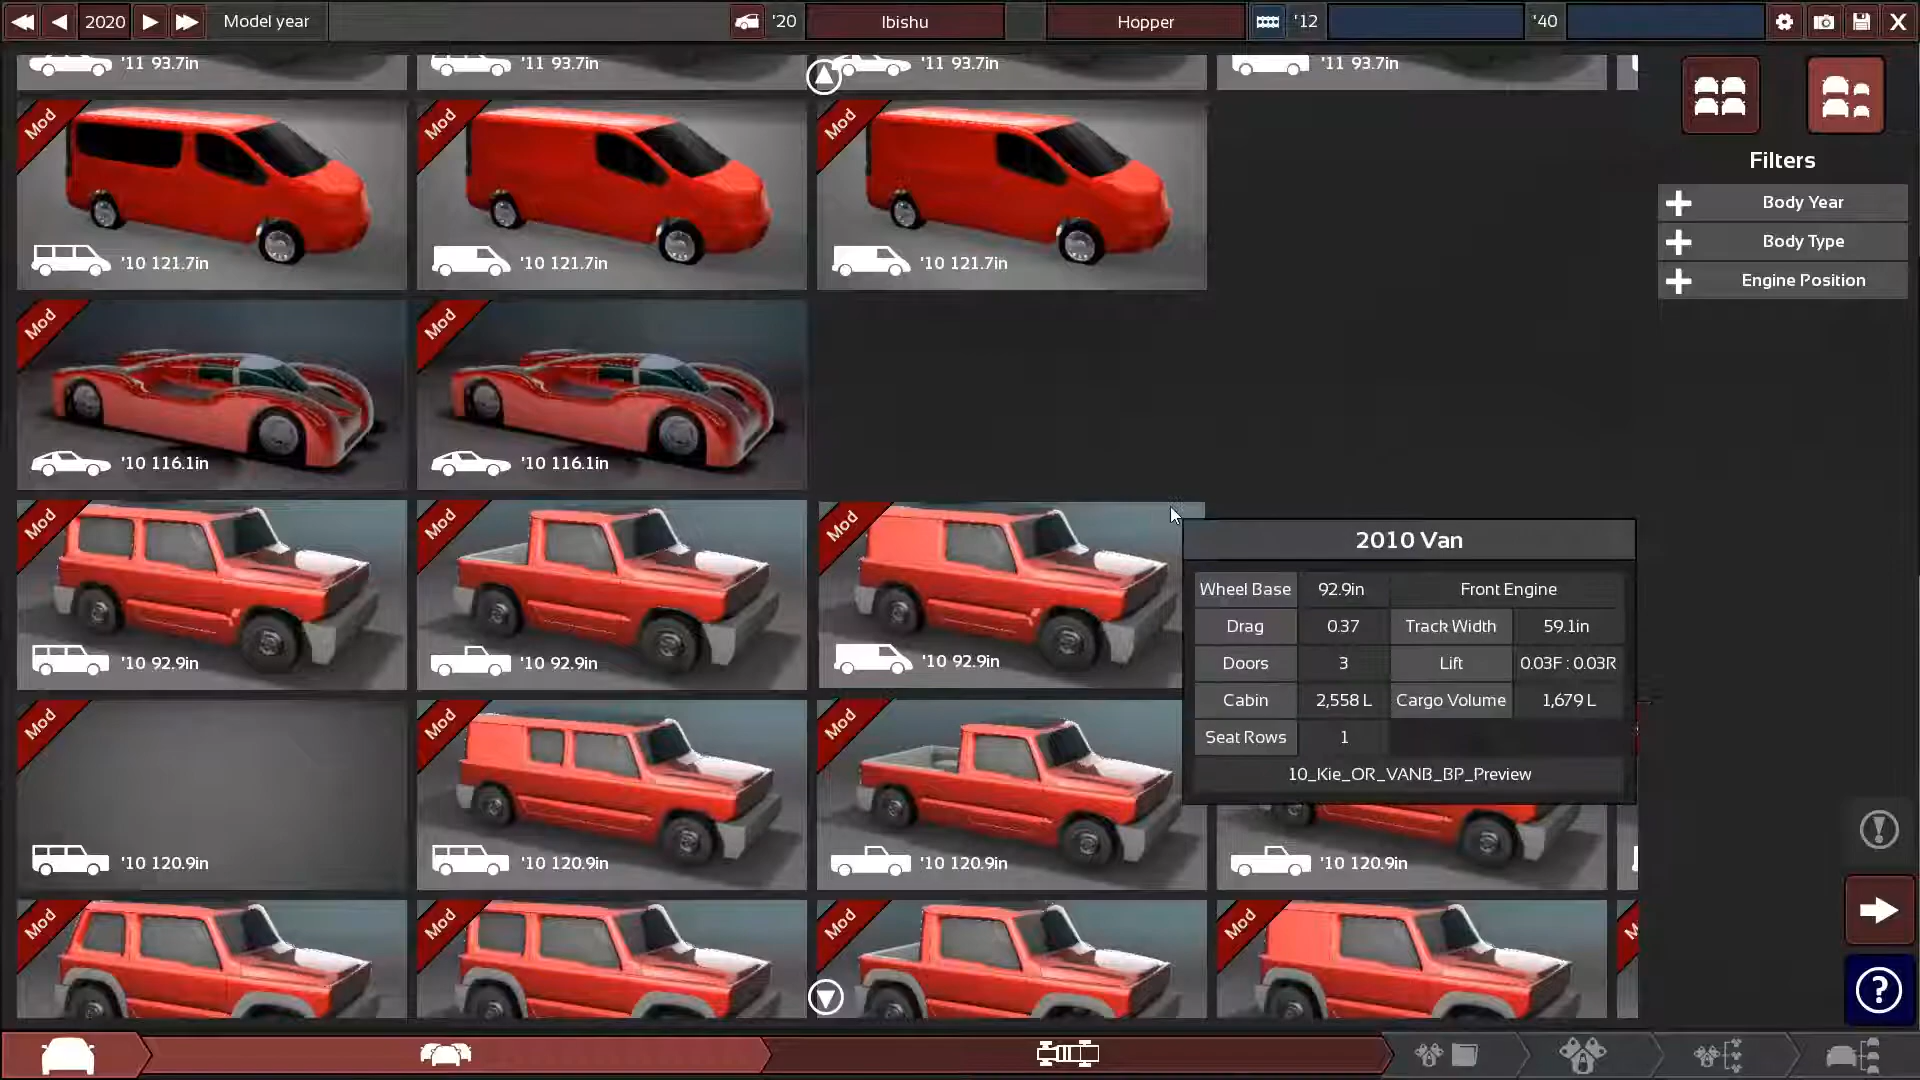 2020
Model year
'20
Ibishu
Hopper
'12
'40
'11 93.7in
'11 93.7in
'11 93.7in
'11 93.7in
Filters
Body Year
Body Type
Engine Position
Mod
'10 121.7in
Mod
'10 121.7in
Mod
'10 121.7in
Mod
'10 116.1in
Mod
'10 116.1in
Mod
'10 92.9in
Mod
'10 92.9in
Mod
'10 92.9in
2010 Van
Wheel Base 92.9in Front Engine
Drag 0.37 Track Width 59.1in
Doors 3 Lift 0.03F : 0.03R
Cabin 2,558 L Cargo Volume 1,679 L
Seat Rows 1
10_Kie_OR_VANB_BP_Preview
Mod
'10 120.9in
Mod
'10 120.9in
Mod
'10 120.9in
'10 120.9in
Mod
Mod
Mod
Mod
?